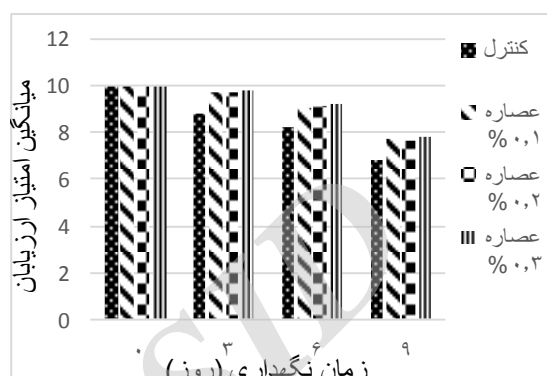 12
10
8
6
4
2
0
میانگین امتیاز ارزیابان
۰ ۳ ۶ ۹
زمان نگهداری (روز)
کنترل
عصاره
% ۰,۱
عصاره
% ۰,۲
عصاره
% ۰,۳
SID